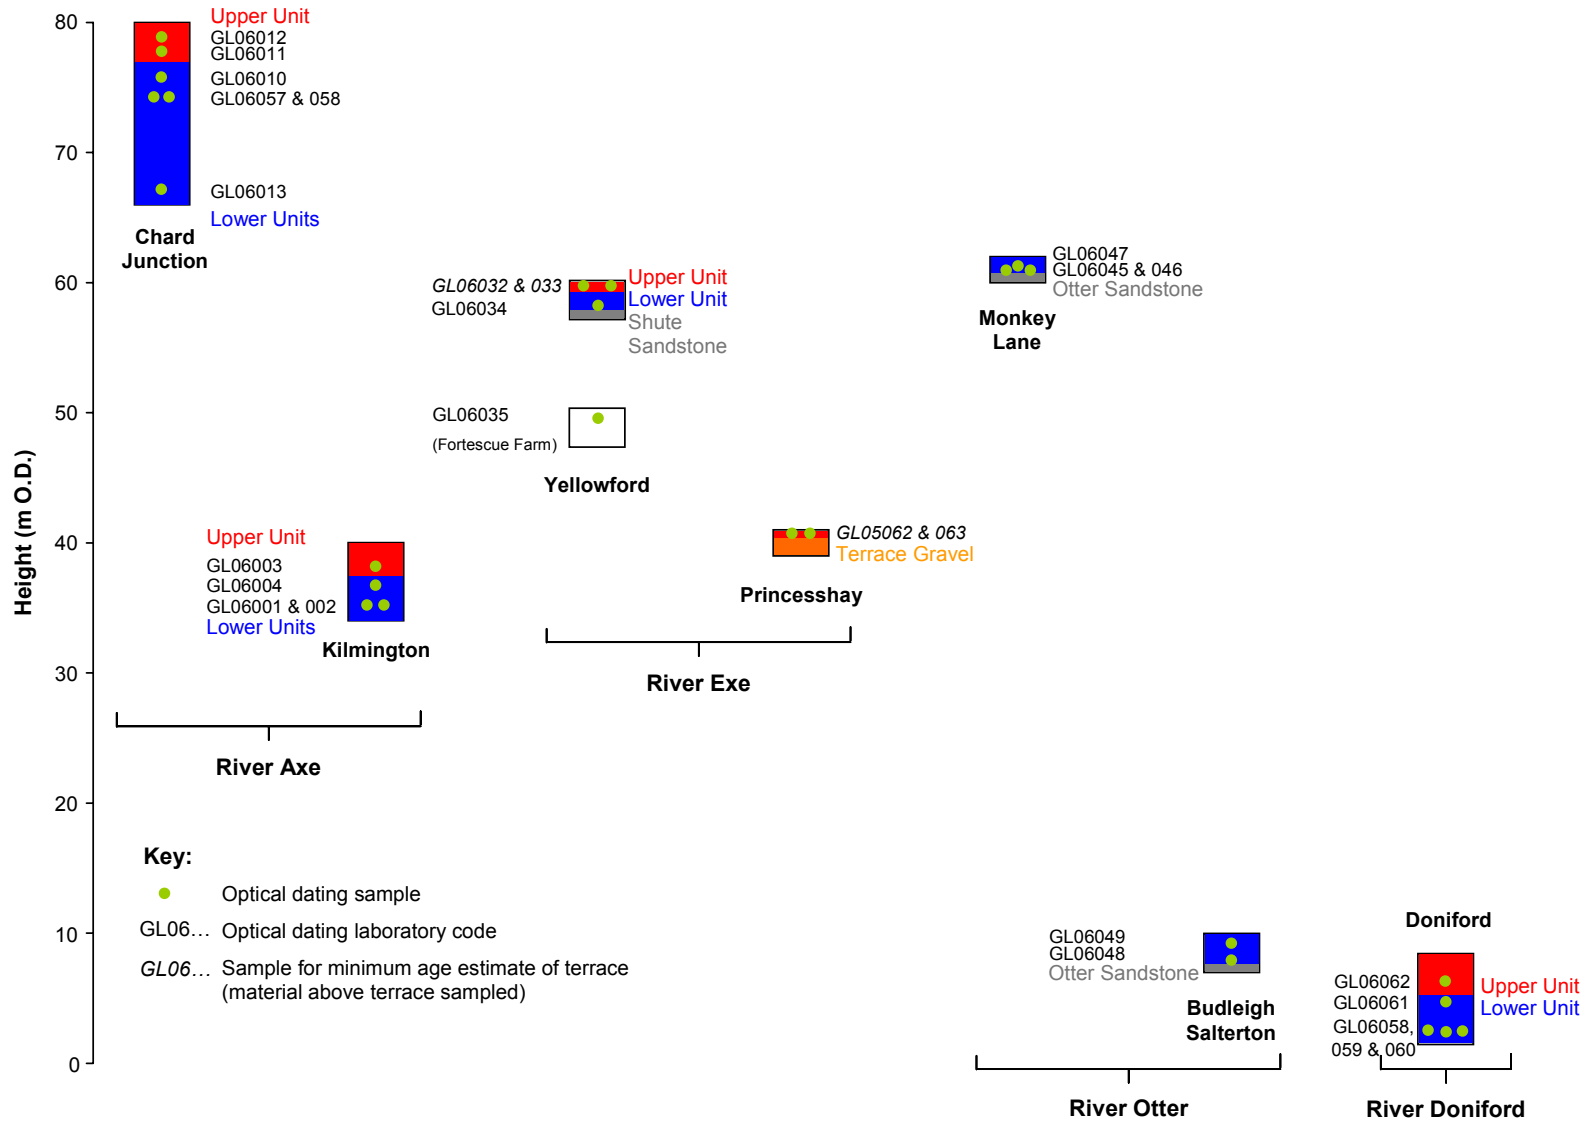 80
70
60
50
40
30
20
10
0
Height (m O.D.)
Upper Unit
GL06012
GL06011
GL06010
GL06057 & 058
GL06013
Lower Units
Chard
Junction
GL06032 & 033
GL06034
Upper Unit
Lower Unit
Shute
Sandstone
GL06035
(Fortescue Farm)
Yellowford
GL06047
GL06045 & 046
Otter Sandstone
Monkey
Lane
Upper Unit
GL06003
GL06004
GL06001 & 002
Lower Units
Kilmington
GL05062 & 063
Terrace Gravel
Princesshay
River Exe
River Axe
Key:
Optical dating sample
GL06... Optical dating laboratory code
GL06... Sample for minimum age estimate of terrace
(material above terrace sampled)
GL06049
GL06048
Otter Sandstone
Budleigh
Salterton
River Otter
Doniford
GL06062
GL06061
GL06058,
059 & 060
Upper Unit
Lower Unit
River Doniford